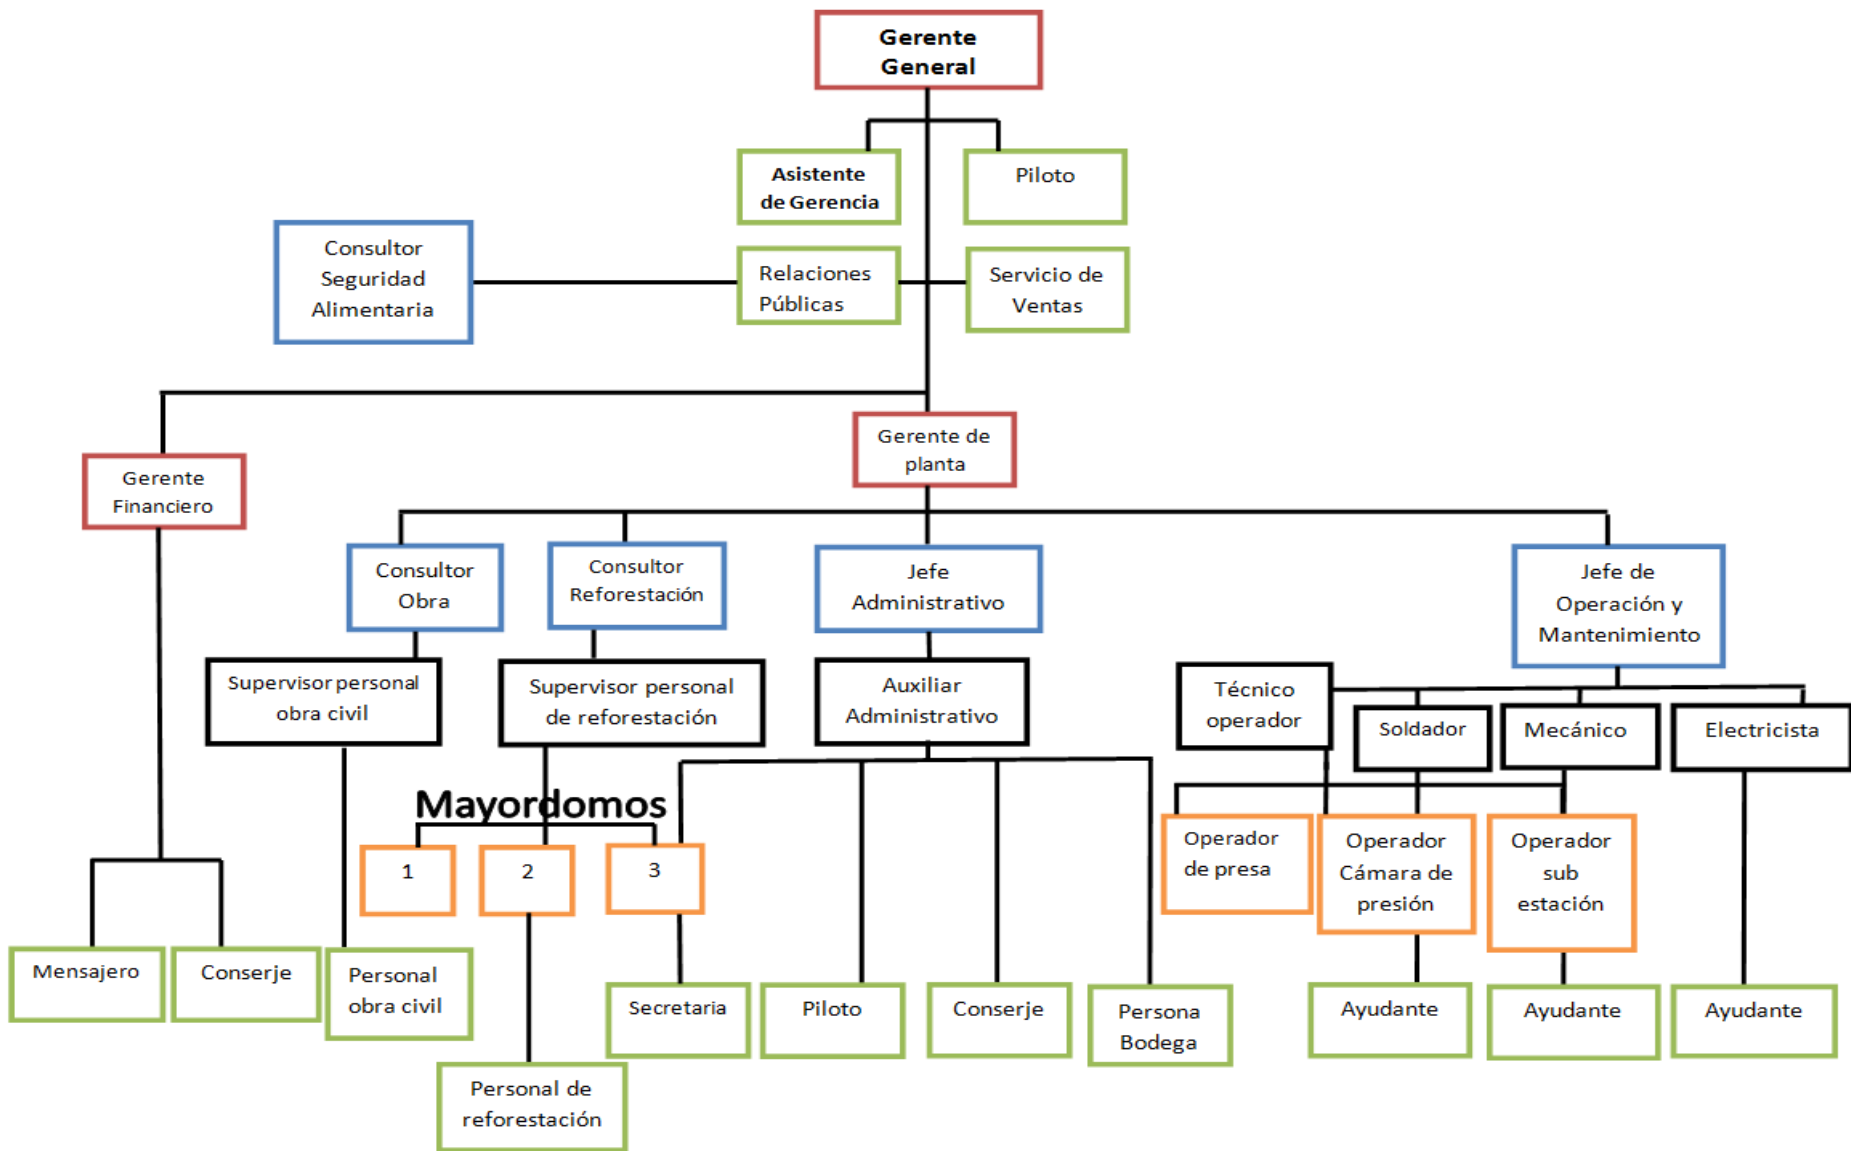 Gerente
General
Asistente
de Gerencia
Piloto
Consultor
Seguridad
Alimentaria
Relaciones
Públicas
Servicio de
Ventas
Gerente
Financiero
Gerente de
planta
Consultor
Obra
Consultor
Reforestación
Jefe
Administrativo
Jefe de
Operación y
Mantenimiento
Supervisor personal
obra civil
Supervisor personal
de reforestación
Auxiliar
Administrativo
Técnico
operador
Soldador
Mecánico
Electricista
Mayordomos
1
2
3
Operador
de presa
Operador
Cámara de
presión
Operador
sub
estación
Mensajero
Conserje
Personal
obra civil
Secretaria
Piloto
Conserje
Persona
Bodega
Ayudante
Ayudante
Ayudante
Personal de
reforestación